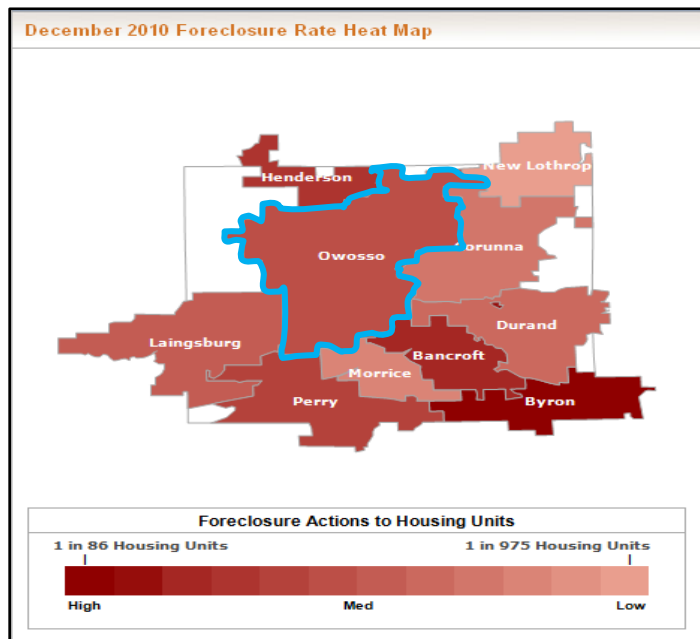 December 2010 Foreclosure Rate Heat Map
New Lothrop
Henderson
Owosso
Corunna
Durand
Laingsburg
Bancroft
Morrice
Perry
Byron
Foreclosure Actions to Housing Units
1 in 86 Housing Units
1 in 975 Housing Units
High
Med
Low